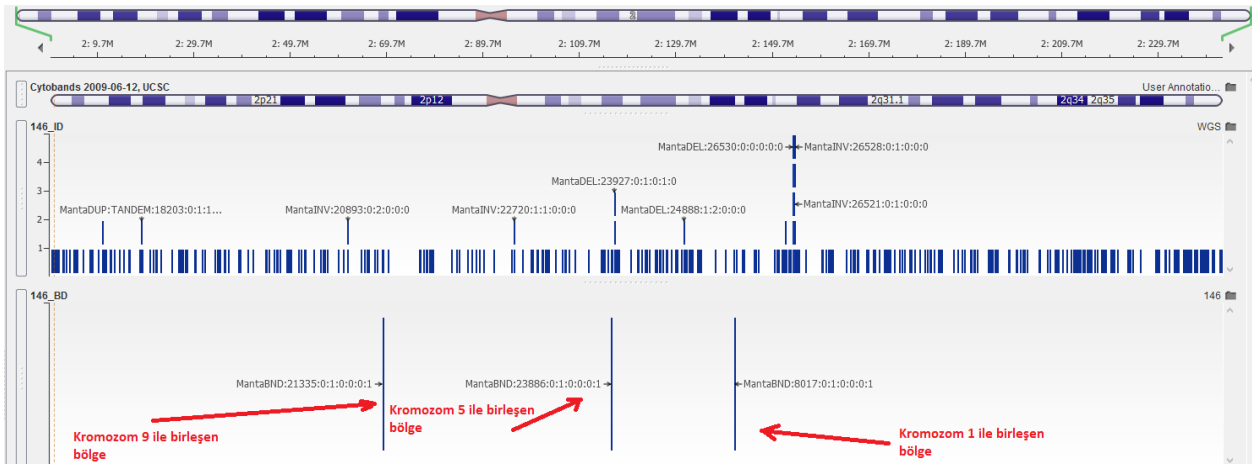 2: 9.7M 2: 29.7M 2: 49.7M 2: 69.7M 2: 89.7M 2: 109.7M 2: 129.7M 2: 149.7M 2: 169.7M 2: 189.7M 2: 209.7M 2: 229.7M
Cytobands 2009-06-12, UCSC
User Annotatio...
2p21 2p12 2q31.1 2q34 2q35
146_ID
WGS
4
MantaDEL:26530:0:0:0:0:0 MantaINV:26528:0:1:0:0:0
3
MantaDEL:23927:0:1:0:1:0
MantaINV:26521:0:1:0:0:0
2
MantaDUP:TANDEM:18203:0:1:1... MantaINV:20893:0:2:0:0:0 MantaINV:22720:1:1:0:0:0 MantaDEL:24888:1:2:0:0:0
1
146_BD
146
MantaBND:21335:0:1:0:0:0:1 MantaBND:23886:0:1:0:0:0:1 MantaBND:8017:0:1:0:0:0:1
Kromozom 9 ile birleşen
bölge
Kromozom 5 ile birleşen
bölge
Kromozom 1 ile birleşen
bölge